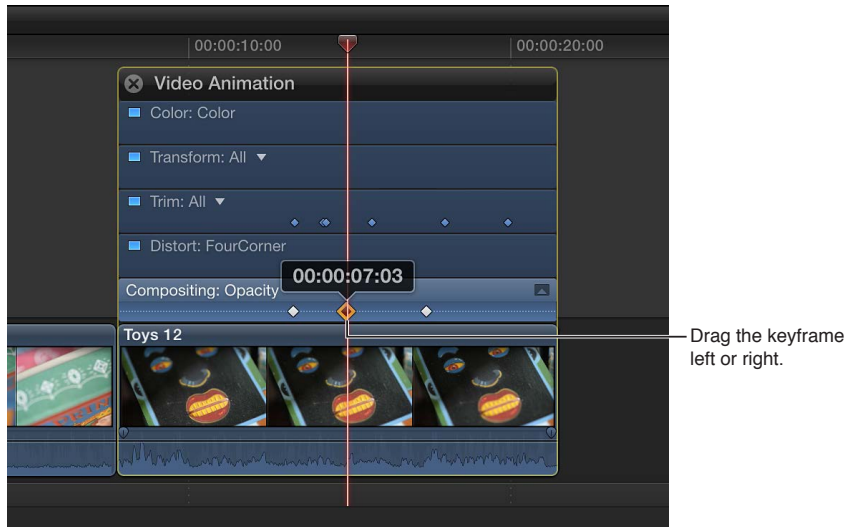 00:00:10:00
00:00:20:00
Video Animation
Color: Color
Transform: All
Trim: All
Distort: FourCorner
00:00:07:03
Compositing: Opacity
Toys 12
Drag the keyframe
left or right.